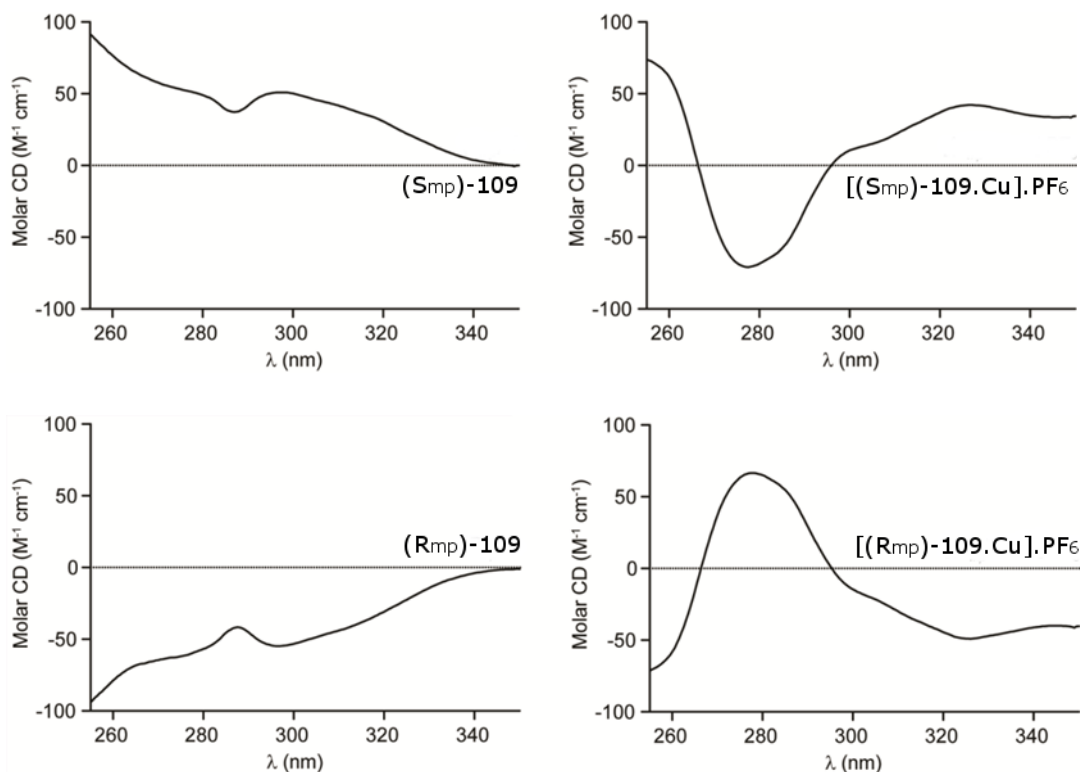 100
50
0
-50
-100
Molar CD (M⁻¹ cm⁻¹)
260 280 300 320 340
λ (nm)
(Smp)-109
100
50
0
-50
-100
Molar CD (M⁻¹ cm⁻¹)
260 280 300 320 340
λ (nm)
[(Smp)-109.Cu].PF₆
100
50
0
-50
-100
Molar CD (M⁻¹ cm⁻¹)
260 280 300 320 340
λ (nm)
(Rmp)-109
100
50
0
-50
-100
Molar CD (M⁻¹ cm⁻¹)
260 280 300 320 340
λ (nm)
[(Rmp)-109.Cu].PF₆